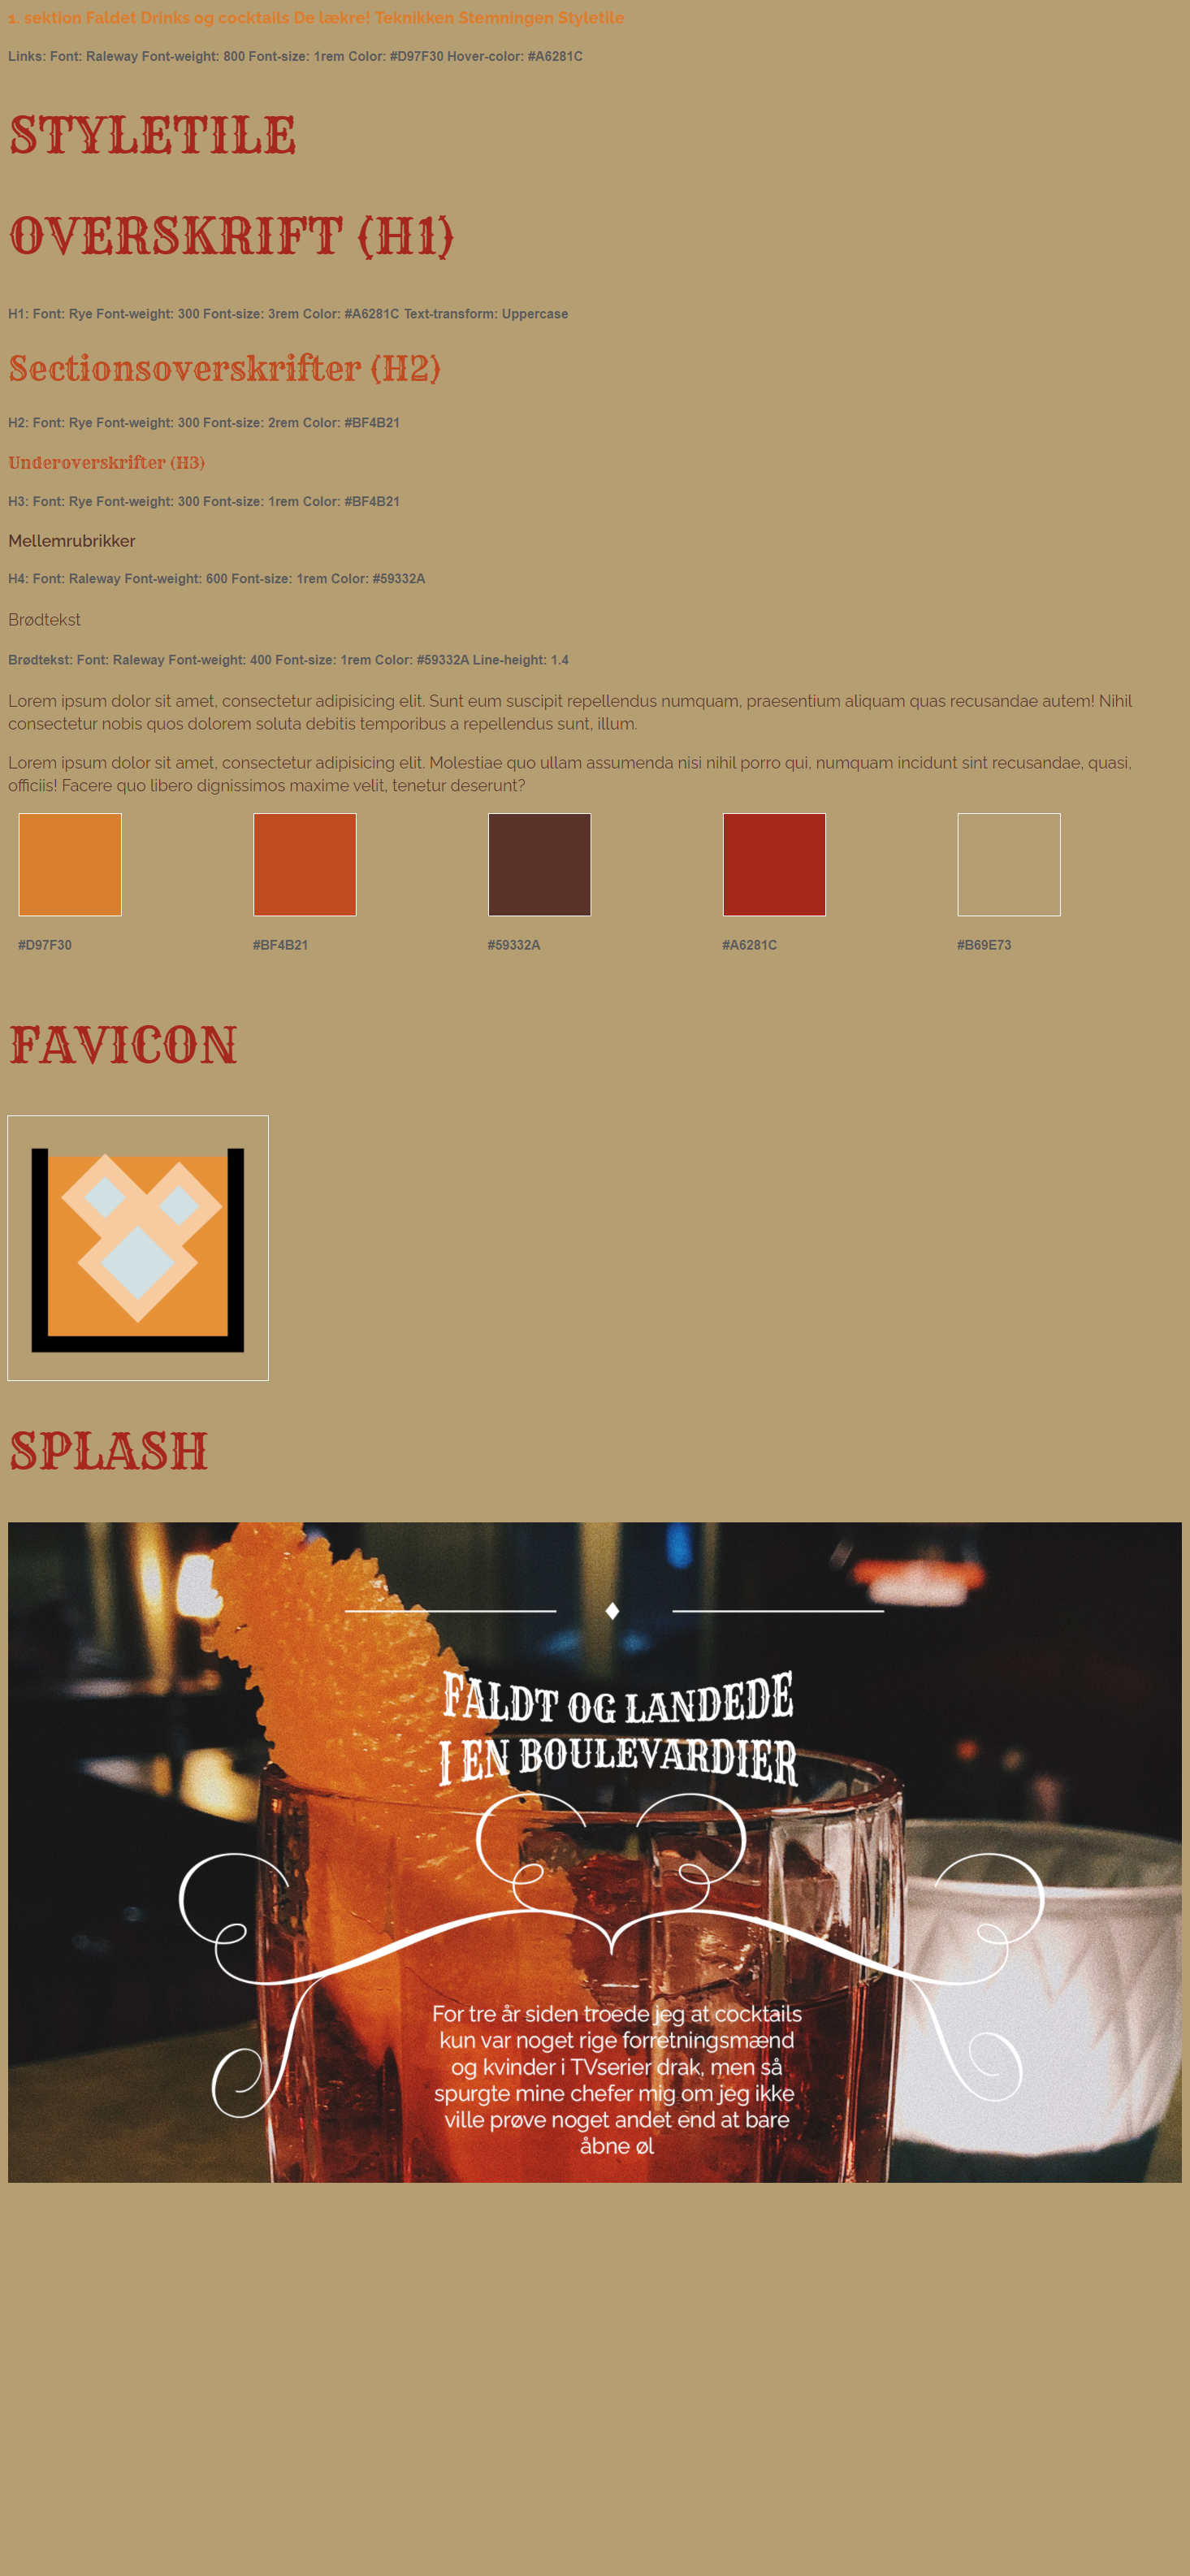 1. sektion Faldet Drinks og cocktails De lækre! Teknikken Stemningen Styletile
Links: Font: Raleway Font-weight: 800 Font-size: 1rem Color: #D97F30 Hover-color: #A6281C
STYLETILE
OVERSKRIFT (H1)
H1: Font: Rye Font-weight: 300 Font-size: 3rem Color: #A6281C Text-transform: Uppercase
Sectionsoverskrifter (H2)
H2: Font: Rye Font-weight: 300 Font-size: 2rem Color: #BF4B21
Underoverskrifter (H3)
H3: Font: Rye Font-weight: 300 Font-size: 1rem Color: #BF4B21
Mellemrubrikker
H4: Font: Raleway Font-weight: 600 Font-size: 1rem Color: #59332A
Brødtekst
Brødtekst: Font: Raleway Font-weight: 400 Font-size: 1rem Color: #59332A Line-height: 1.4
Lorem ipsum dolor sit amet, consectetur adipisicing elit. Sunt eum suscipit repellendus numquam, praesentium aliquam quas recusandae autem! Nihil
consectetur nobis quos dolorem soluta debitis temporibus a repellendus sunt, illum.
Lorem ipsum dolor sit amet, consectetur adipisicing elit. Molestiae quo ullam assumenda nisi nihil porro qui, numquam incidunt sint recusandae, quasi,
officiis! Facere quo libero dignissimos maxime velit, tenetur deserunt?
#D97F30
#BF4B21
#59332A
#A6281C
#B69E73
FAVICON
SPLASH
FALDT OG LANDEDE
I EN BOULEVARDIER
For tre år siden troede jeg at cocktails
kun var noget rige forretningsmænd
og kvinder i TVserier drak, men så
spurgte mine chefer mig om jeg ikke
ville prøve noget andet end at bare
åbne øl